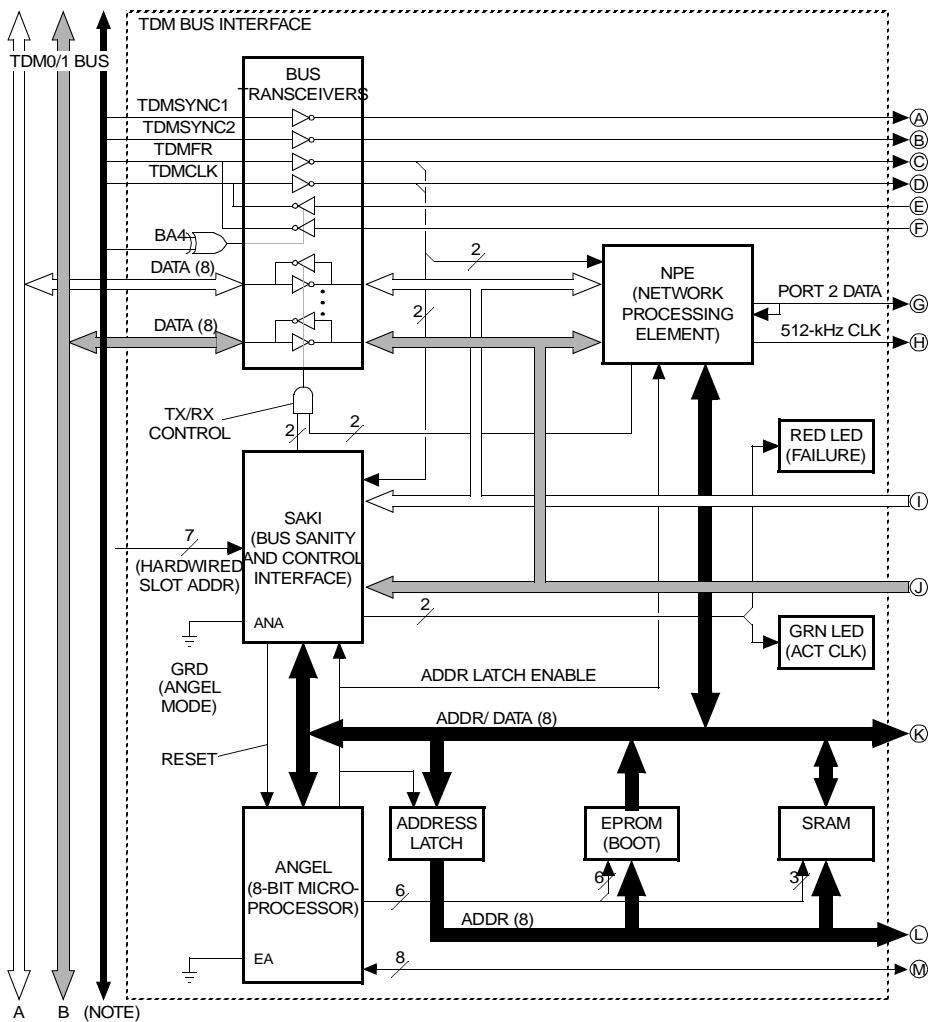 TDM BUS INTERFACE
TDM0/1 BUS
BUS
TRANSCEIVERS
TDMSYNC1
A
TDMSYNC2
B
TDMFR
C
TDMCLK
D
E
F
BA4
DATA (8)
2
NPE
(NETWORK
PROCESSING
ELEMENT)
PORT 2 DATA
G
DATA (8)
2
512-kHz CLK
H
TX/RX
CONTROL
2
2
RED LED
(FAILURE)
SAKI
(BUS SANITY
AND CONTROL
INTERFACE)
I
7
(HARDWIRED
SLOT ADDR)
J
ANA
2
GRN LED
(ACT CLK)
GRD
(ANGEL
MODE)
ADDR LATCH ENABLE
ADDR/ DATA (8)
K
RESET
ADDRESS
LATCH
EPROM
(BOOT)
SRAM
ANGEL
(8-BIT MICRO-
PROCESSOR)
6
6
3
ADDR (8)
L
EA
8
M
A B (NOTE)